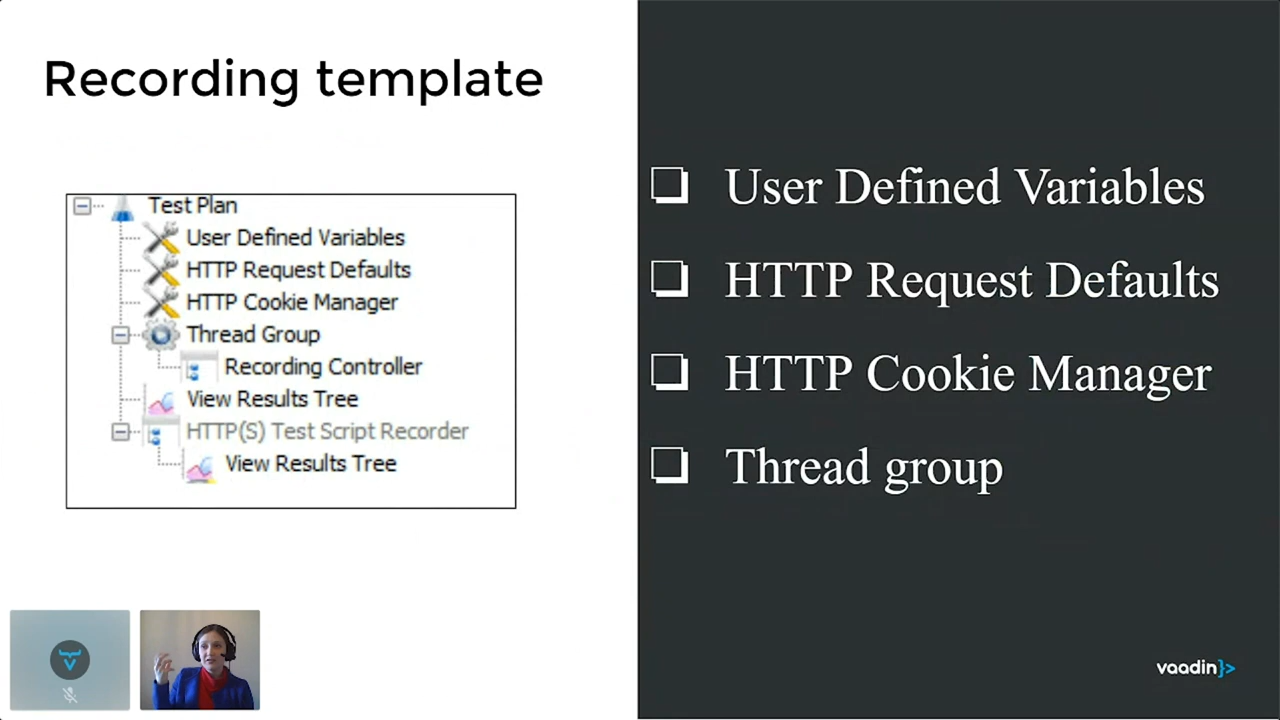 Recording template
Test Plan
User Defined Variables
HTTP Request Defaults
HTTP Cookie Manager
Thread Group
Recording Controller
View Results Tree
HTTP(S) Test Script Recorder
View Results Tree
❏ User Defined Variables
❏ HTTP Request Defaults
❏ HTTP Cookie Manager
❏ Thread group
vaadin}>